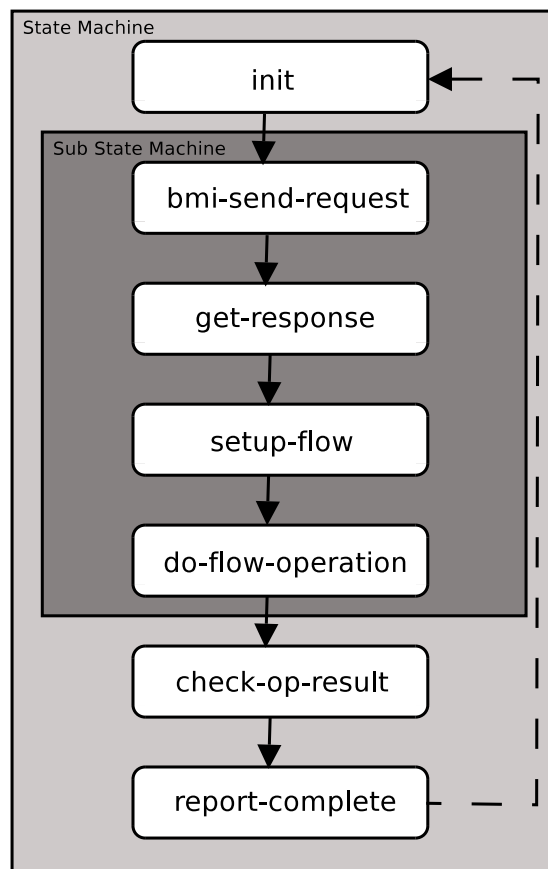 State Machine
init
Sub State Machine
bmi-send-request
get-response
setup-flow
do-flow-operation
check-op-result
report-complete